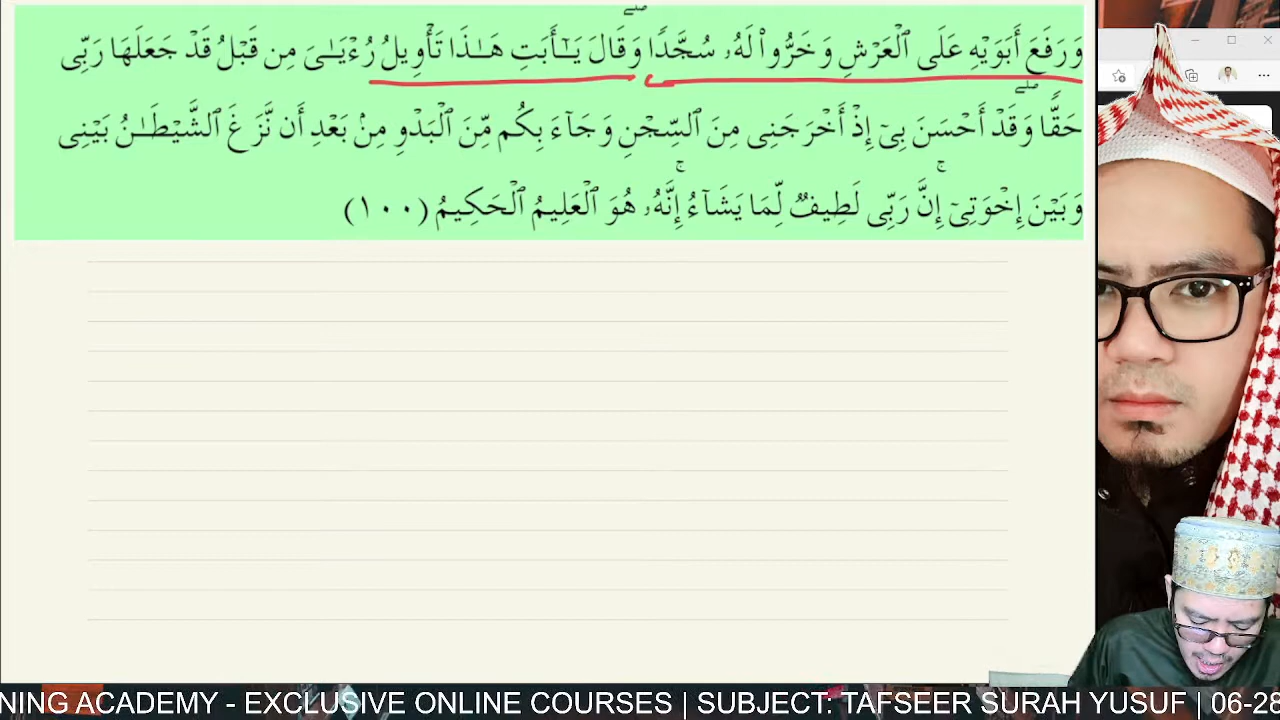 وَرَفَعَ أَبَوَيْهِ عَلَى ٱلْعَرْشِ وَخَرُّوا۟ لَهُۥ سُجَّدًاۖ وَقَالَ يَـٰٓأَبَتِ هَـٰذَا تَأْوِيلُ رُءْيَـٰىَ مِن قَبْلُ قَدْ جَعَلَهَا رَبِّى
حَقًّاۖ وَقَدْ أَحْسَنَ بِىٓ إِذْ أَخْرَجَنِى مِنَ ٱلسِّجْنِ وَجَآءَ بِكُم مِّنَ ٱلْبَدْوِ مِنۢ بَعْدِ أَن نَّزَغَ ٱلشَّيْطَـٰنُ بَيْنِى
وَبَيْنَ إِخْوَتِىٓۚ إِنَّ رَبِّى لَطِيفٌ لِّمَا يَشَآءُۚ إِنَّهُۥ هُوَ ٱلْعَلِيمُ ٱلْحَكِيمُ (١٠٠)
NING ACADEMY - EXCLUSIVE ONLINE COURSES | SUBJECT: TAFSEER SURAH YUSUF | 06-28